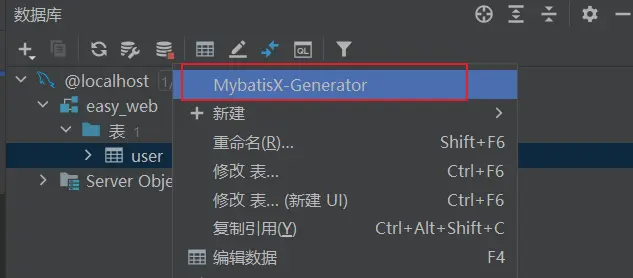 数据库
QL
@localhost 1/
MybatisX-Generator
easy_web
新建
表 1
重命名(R)... Shift+F6
user
修改 表... Ctrl+F6
Server Obje
修改 表... (新建 UI) Ctrl+F6
复制引用(Y) Ctrl+Alt+Shift+C
编辑数据 F4